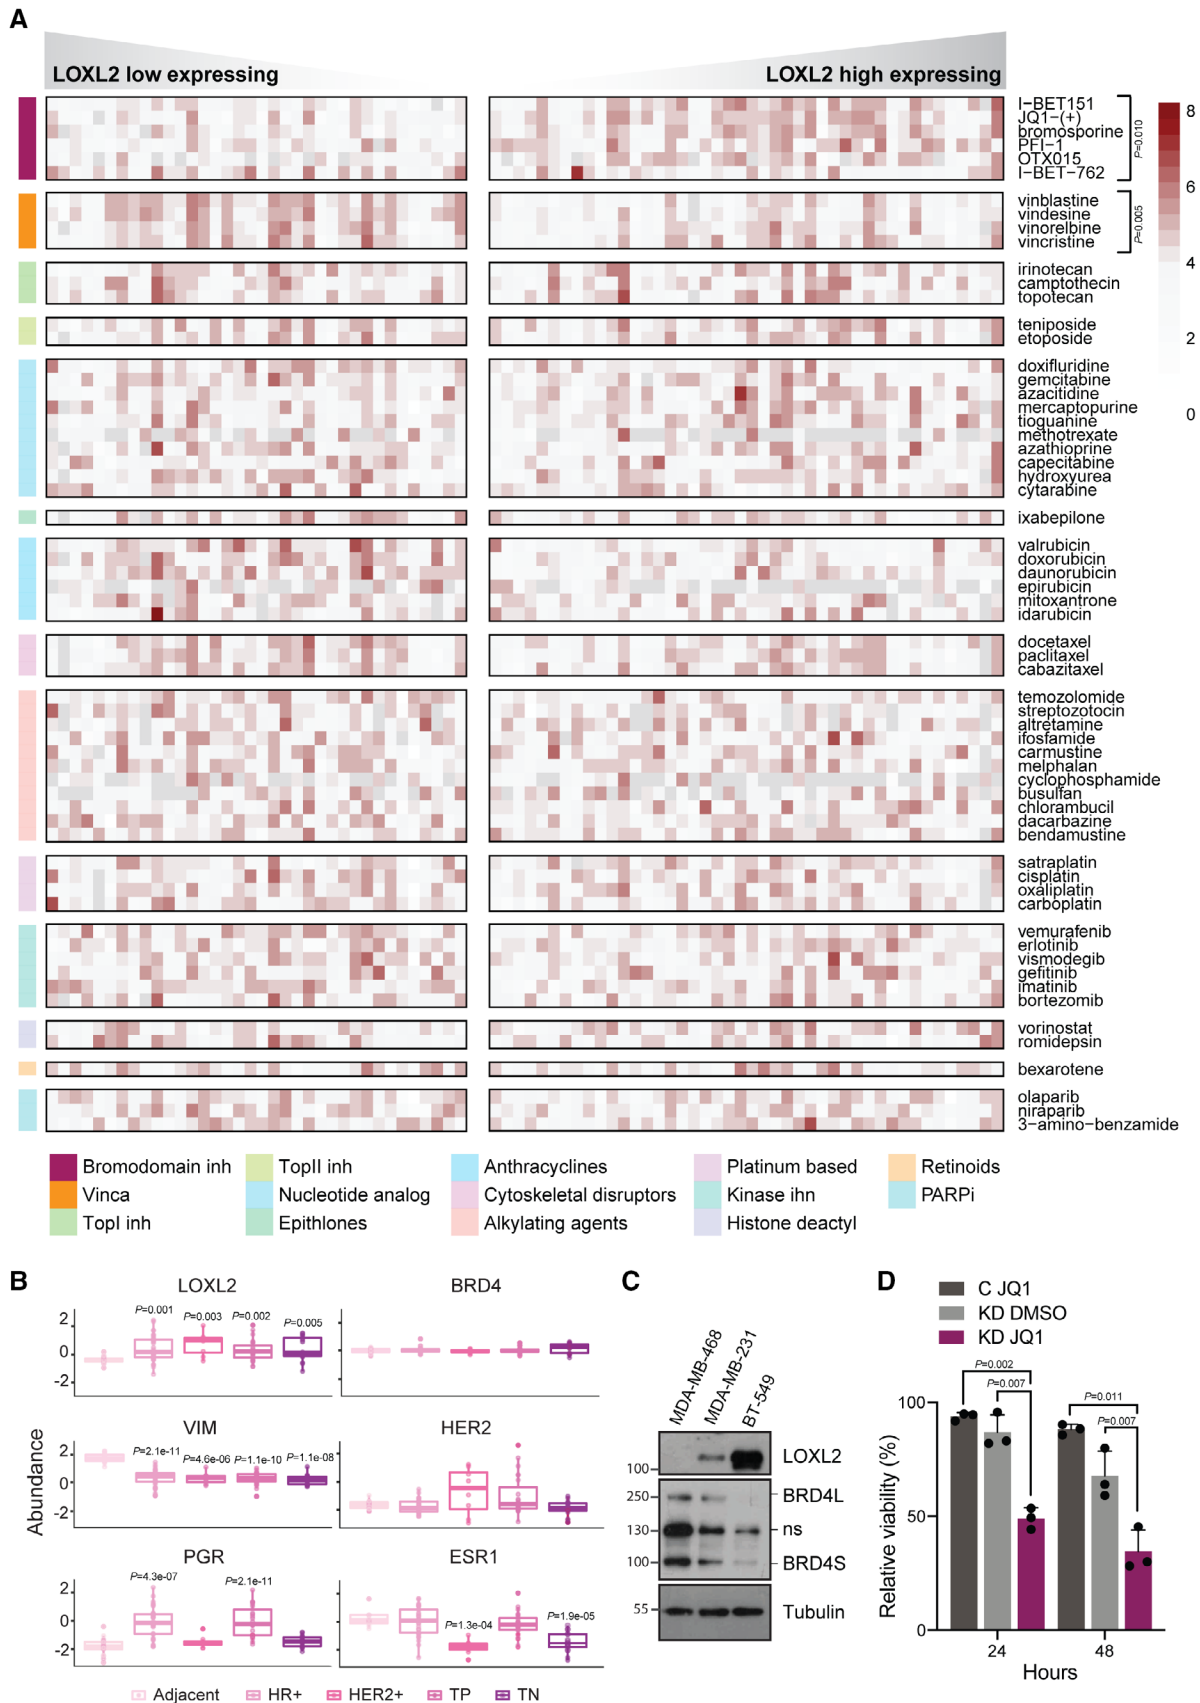 A
LOXL2 low expressing
LOXL2 high expressing
I−BET151
JQ1−(+)
bromosporine
PFI−1
OTX015
I−BET−762
P=0.010
8
6
4
2
0
vinblastine
vindesine
vinorelbine
vincristine
P=0.005
irinotecan
camptothecin
topotecan
teniposide
etoposide
doxifluridine
gemcitabine
azacitidine
mercaptopurine
tioguanine
methotrexate
azathioprine
capecitabine
hydroxyurea
cytarabine
ixabepilone
valrubicin
doxorubicin
daunorubicin
epirubicin
mitoxantrone
idarubicin
docetaxel
paclitaxel
cabazitaxel
temozolomide
streptozotocin
altretamine
ifosfamide
carmustine
melphalan
cyclophosphamide
busulfan
chlorambucil
dacarbazine
bendamustine
satraplatin
cisplatin
oxaliplatin
carboplatin
vemurafenib
erlotinib
vismodegib
gefitinib
imatinib
bortezomib
vorinostat
romidepsin
bexarotene
olaparib
niraparib
3−amino−benzamide
Bromodomain inh
TopII inh
Anthracyclines
Platinum based
Retinoids
Vinca
Nucleotide analog
Cytoskeletal disruptors
Kinase ihn
PARPi
TopI inh
Epithlones
Alkylating agents
Histone deactyl
B
LOXL2
BRD4
2
0
-2
P=0.001
P=0.003
P=0.002
P=0.005
VIM
HER2
2
0
-2
P=2.1e-11
P=4.6e-06
P=1.1e-10
P=1.1e-08
PGR
ESR1
2
0
-2
P=4.3e-07
P=2.1e-11
P=1.3e-04
P=1.9e-05
Abundance
Adjacent
HR+
HER2+
TP
TN
C
MDA-MB-468
MDA-MB-231
BT-549
100
LOXL2
250
BRD4L
130
ns
100
BRD4S
55
Tubulin
D
C JQ1
KD DMSO
KD JQ1
P=0.002
P=0.007
P=0.011
P=0.007
100
50
0
Relative viability (%)
24
48
Hours